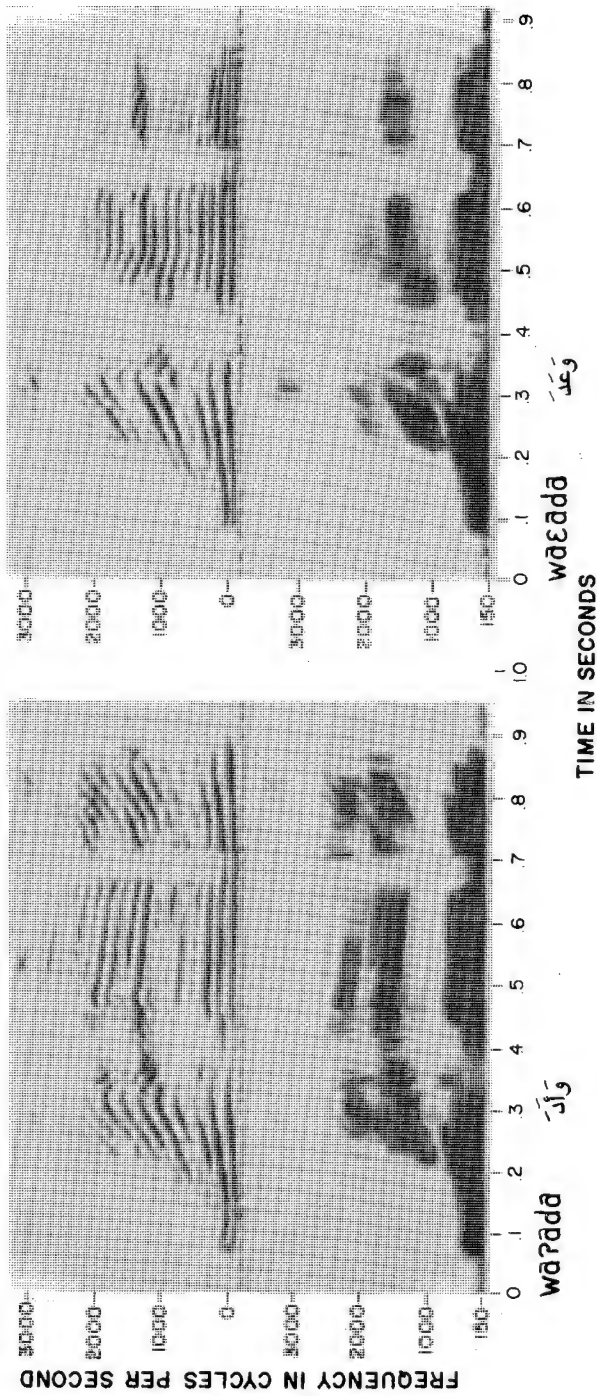 FREQUENCY IN CYCLES PER SECOND
3000
2000
1000
0
3000
2000
1000
150
0 .1 .2 .3 .4 .5 .6 .7 .8 .9 1.0
waʔada وَأَدَ
3000
2000
1000
0
3000
2000
1000
150
0 .1 .2 .3 .4 .5 .6 .7 .8 .9
waɛada وَعَدَ
TIME IN SECONDS